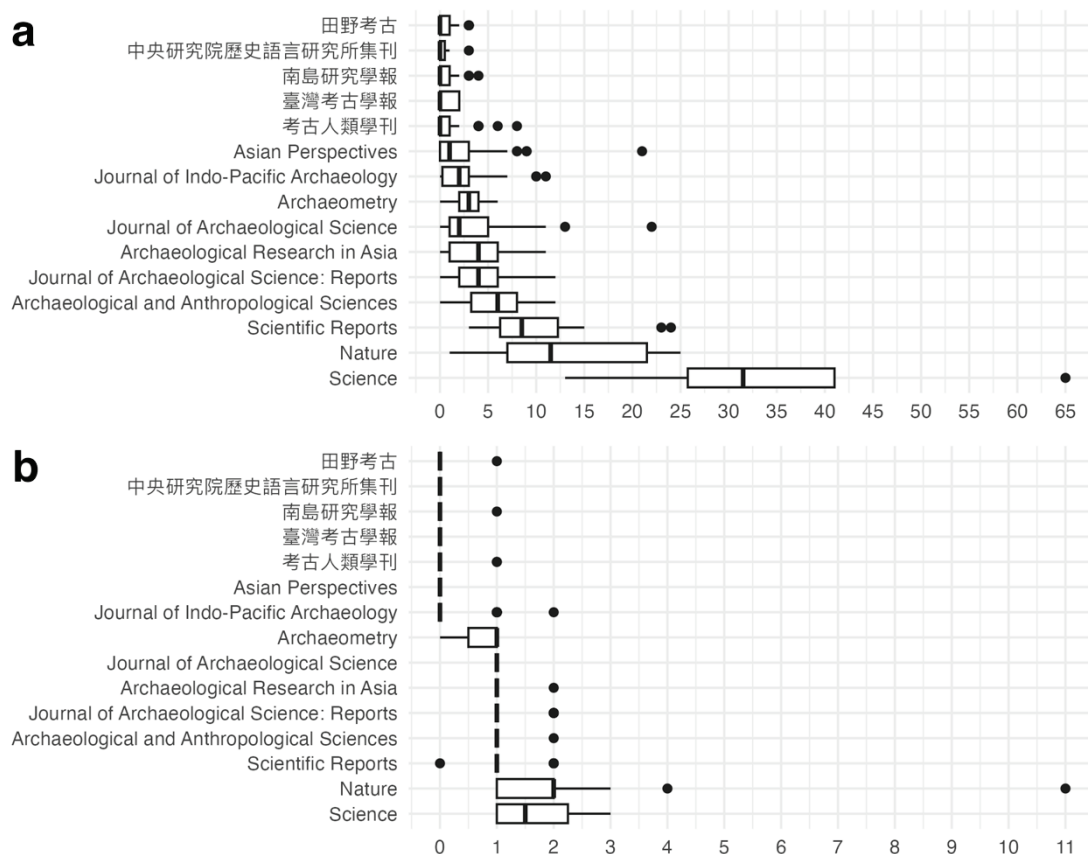 a
田野考古
中央研究院歷史語言研究所集刊
南島研究學報
臺灣考古學報
考古人類學刊
Asian Perspectives
Journal of Indo-Pacific Archaeology
Archaeometry
Journal of Archaeological Science
Archaeological Research in Asia
Journal of Archaeological Science: Reports
Archaeological and Anthropological Sciences
Scientific Reports
Nature
Science
0 5 10 15 20 25 30 35 40 45 50 55 60 65
b
田野考古
中央研究院歷史語言研究所集刊
南島研究學報
臺灣考古學報
考古人類學刊
Asian Perspectives
Journal of Indo-Pacific Archaeology
Archaeometry
Journal of Archaeological Science
Archaeological Research in Asia
Journal of Archaeological Science: Reports
Archaeological and Anthropological Sciences
Scientific Reports
Nature
Science
0 1 2 3 4 5 6 7 8 9 10 11